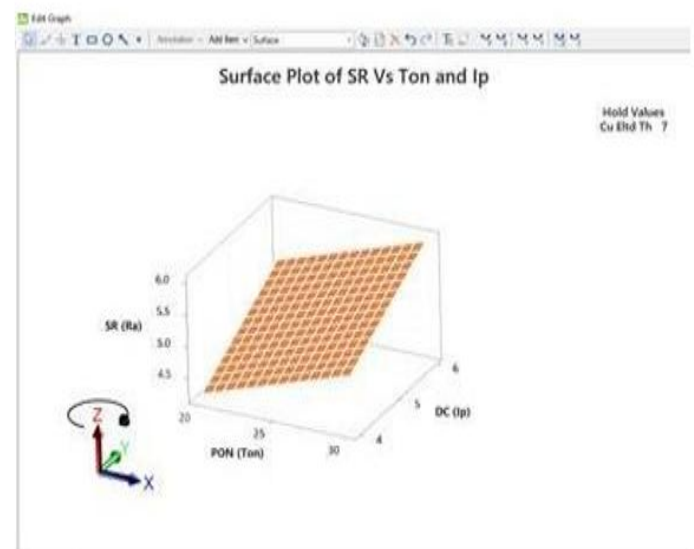 Edit Graph
Add Item Surface
Surface Plot of SR Vs Ton and Ip
Hold Values
Cu Eltd Th 7
6.0
5.5
SR (Ra)
5.0
4.5
20
25
30
PON (Ton)
4
5
6
DC (Ip)
Z
Y
X